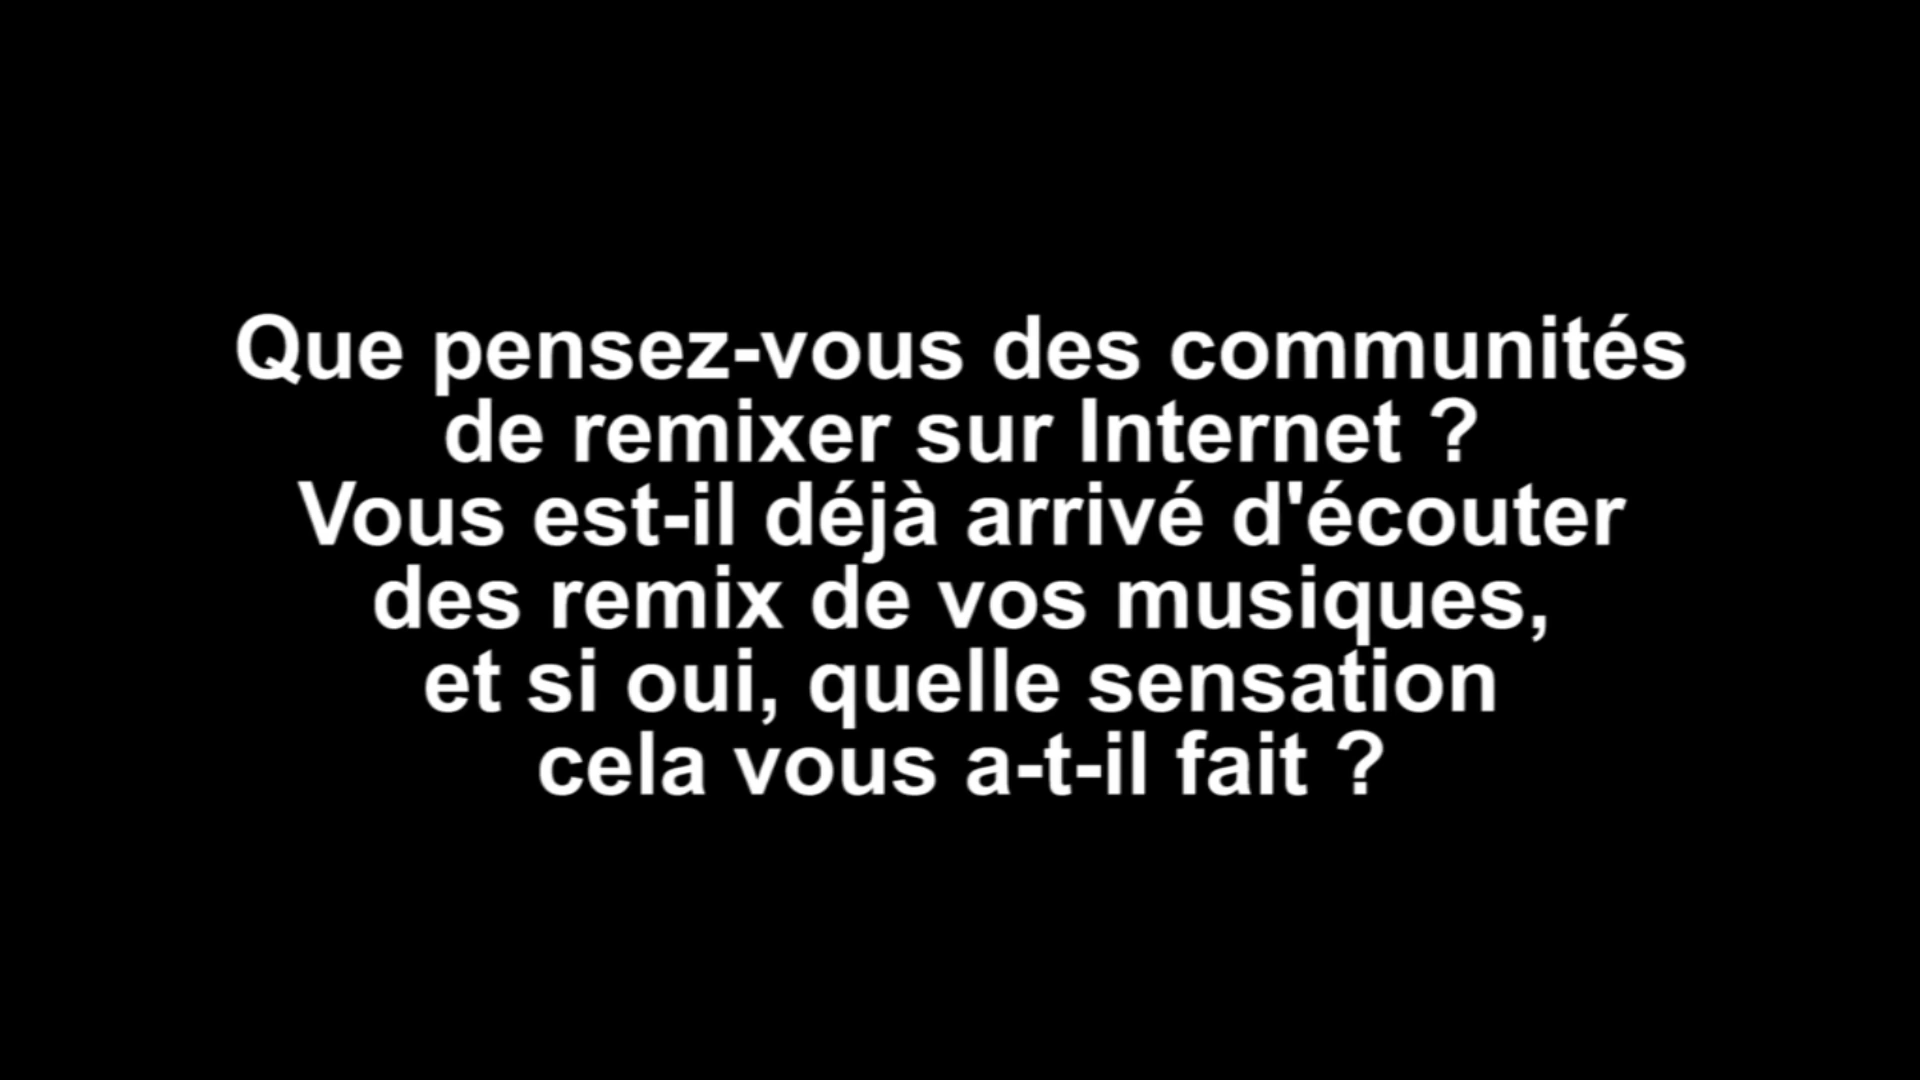 Que pensez-vous des communités
de remixer sur Internet ?
Vous est-il déjà arrivé d'écouter
des remix de vos musiques,
et si oui, quelle sensation
cela vous a-t-il fait ?